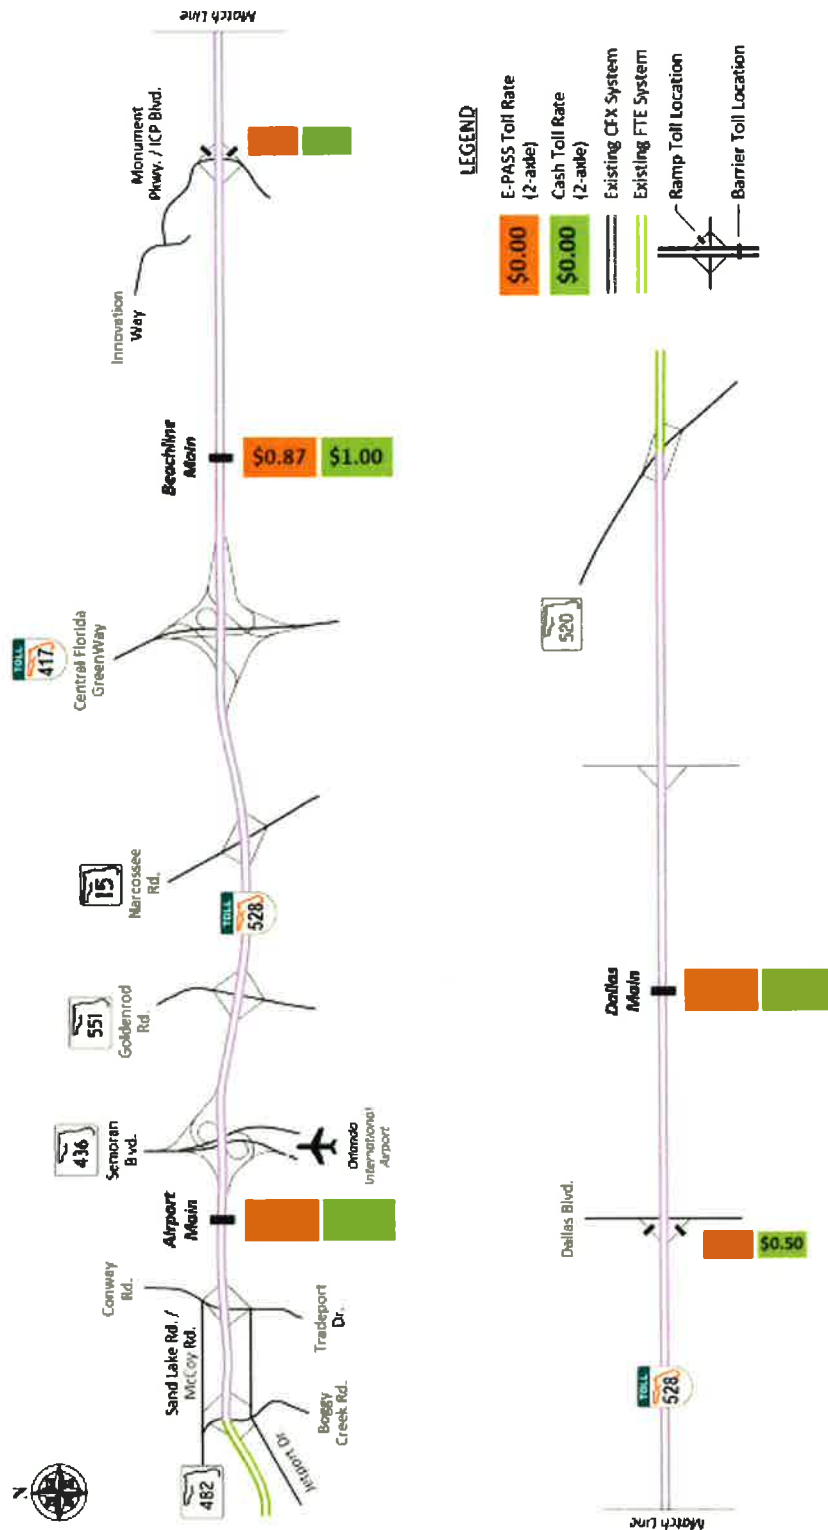 N
482
Sand Lake Rd. /
McCoy Rd.
Jetport Dr
Boggy
Creek Rd.
Conway
Rd.
Tradeport
Dr.
Airport
Main
436
Semoran
Blvd.
Orlando
International
Airport
551
Goldenrod
Rd.
TOLL
528
15
Narcossee
Rd.
TOLL
417
Central Florida
GreenWay
Beachline
Main
$0.87
$1.00
Innovation
Way
Monument
Pkwy. / ICP Blvd.
Match Line
Match Line
TOLL
528
Dallas Blvd.
$0.50
Dallas
Main
520
LEGEND
$0.00
E-PASS Toll Rate
(2-axle)
$0.00
Cash Toll Rate
(2-axle)
Existing CFX System
Existing FTE System
Ramp Toll Location
Barrier Toll Location